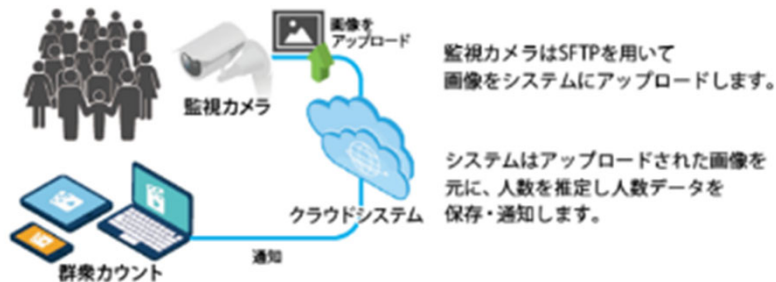 画像を
アップロード
監視カメラ
監視カメラはSFTPを用いて
画像をシステムにアップロードします。
システムはアップロードされた画像を
元に、人数を推定し人数データを
保存・通知します。
クラウドシステム
通知
群衆カウント